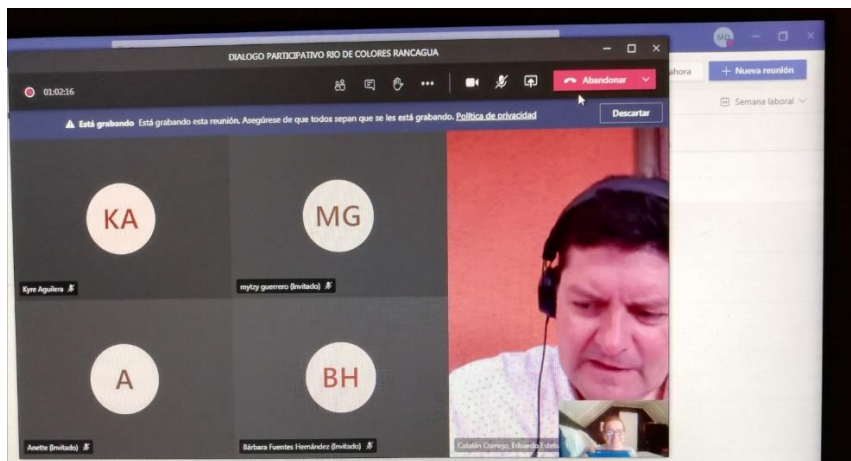 MD
DIALOGO PARTICIPATIVO RIO DE COLORES RANCAGUA
01:02:16
Abandonar
ahora
+ Nueva reunión
Semana laboral
Está grabando Está grabando esta reunión. Asegúrese de que todos sepan que se les está grabando. Política de privacidad
Descartar
KA
MG
Kyre Aguilera
mytzy guerrero (Invitado)
A
BH
Anette (Invitado)
Bárbara Fuentes Hernández (Invitado)
Catalán Cornejo, Eduardo Esteb